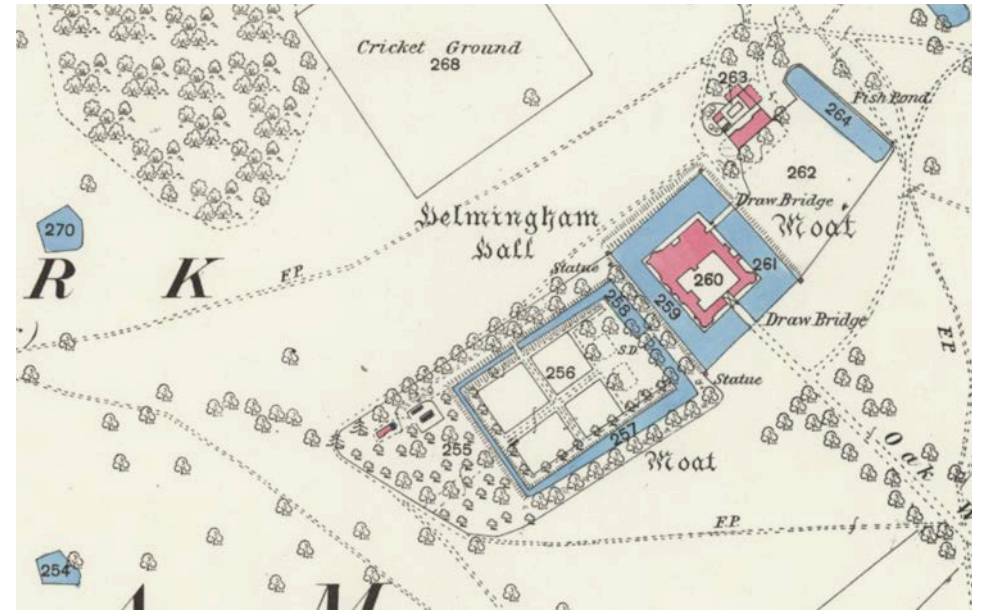 Cricket Ground
268
263
Fish Pond
264
262
270
Draw Bridge
Helmingham
Hall
Moat
R K
F.P.
Statue
261
260
258
259
Draw Bridge
S.D.
F.P.
256
Statue
257
255
Moat
Oak
F.P.
254
A M